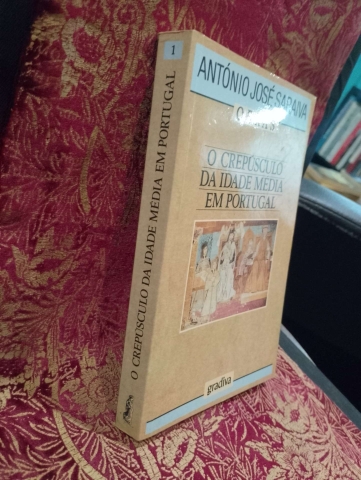 1
O CREPÚSCULO DA IDADE MÉDIA EM PORTUGAL
ANTÓNIO JOSÉ SARAIVA
O CREPÚSCULO
DA IDADE MÉDIA
EM PORTUGAL
gradiva